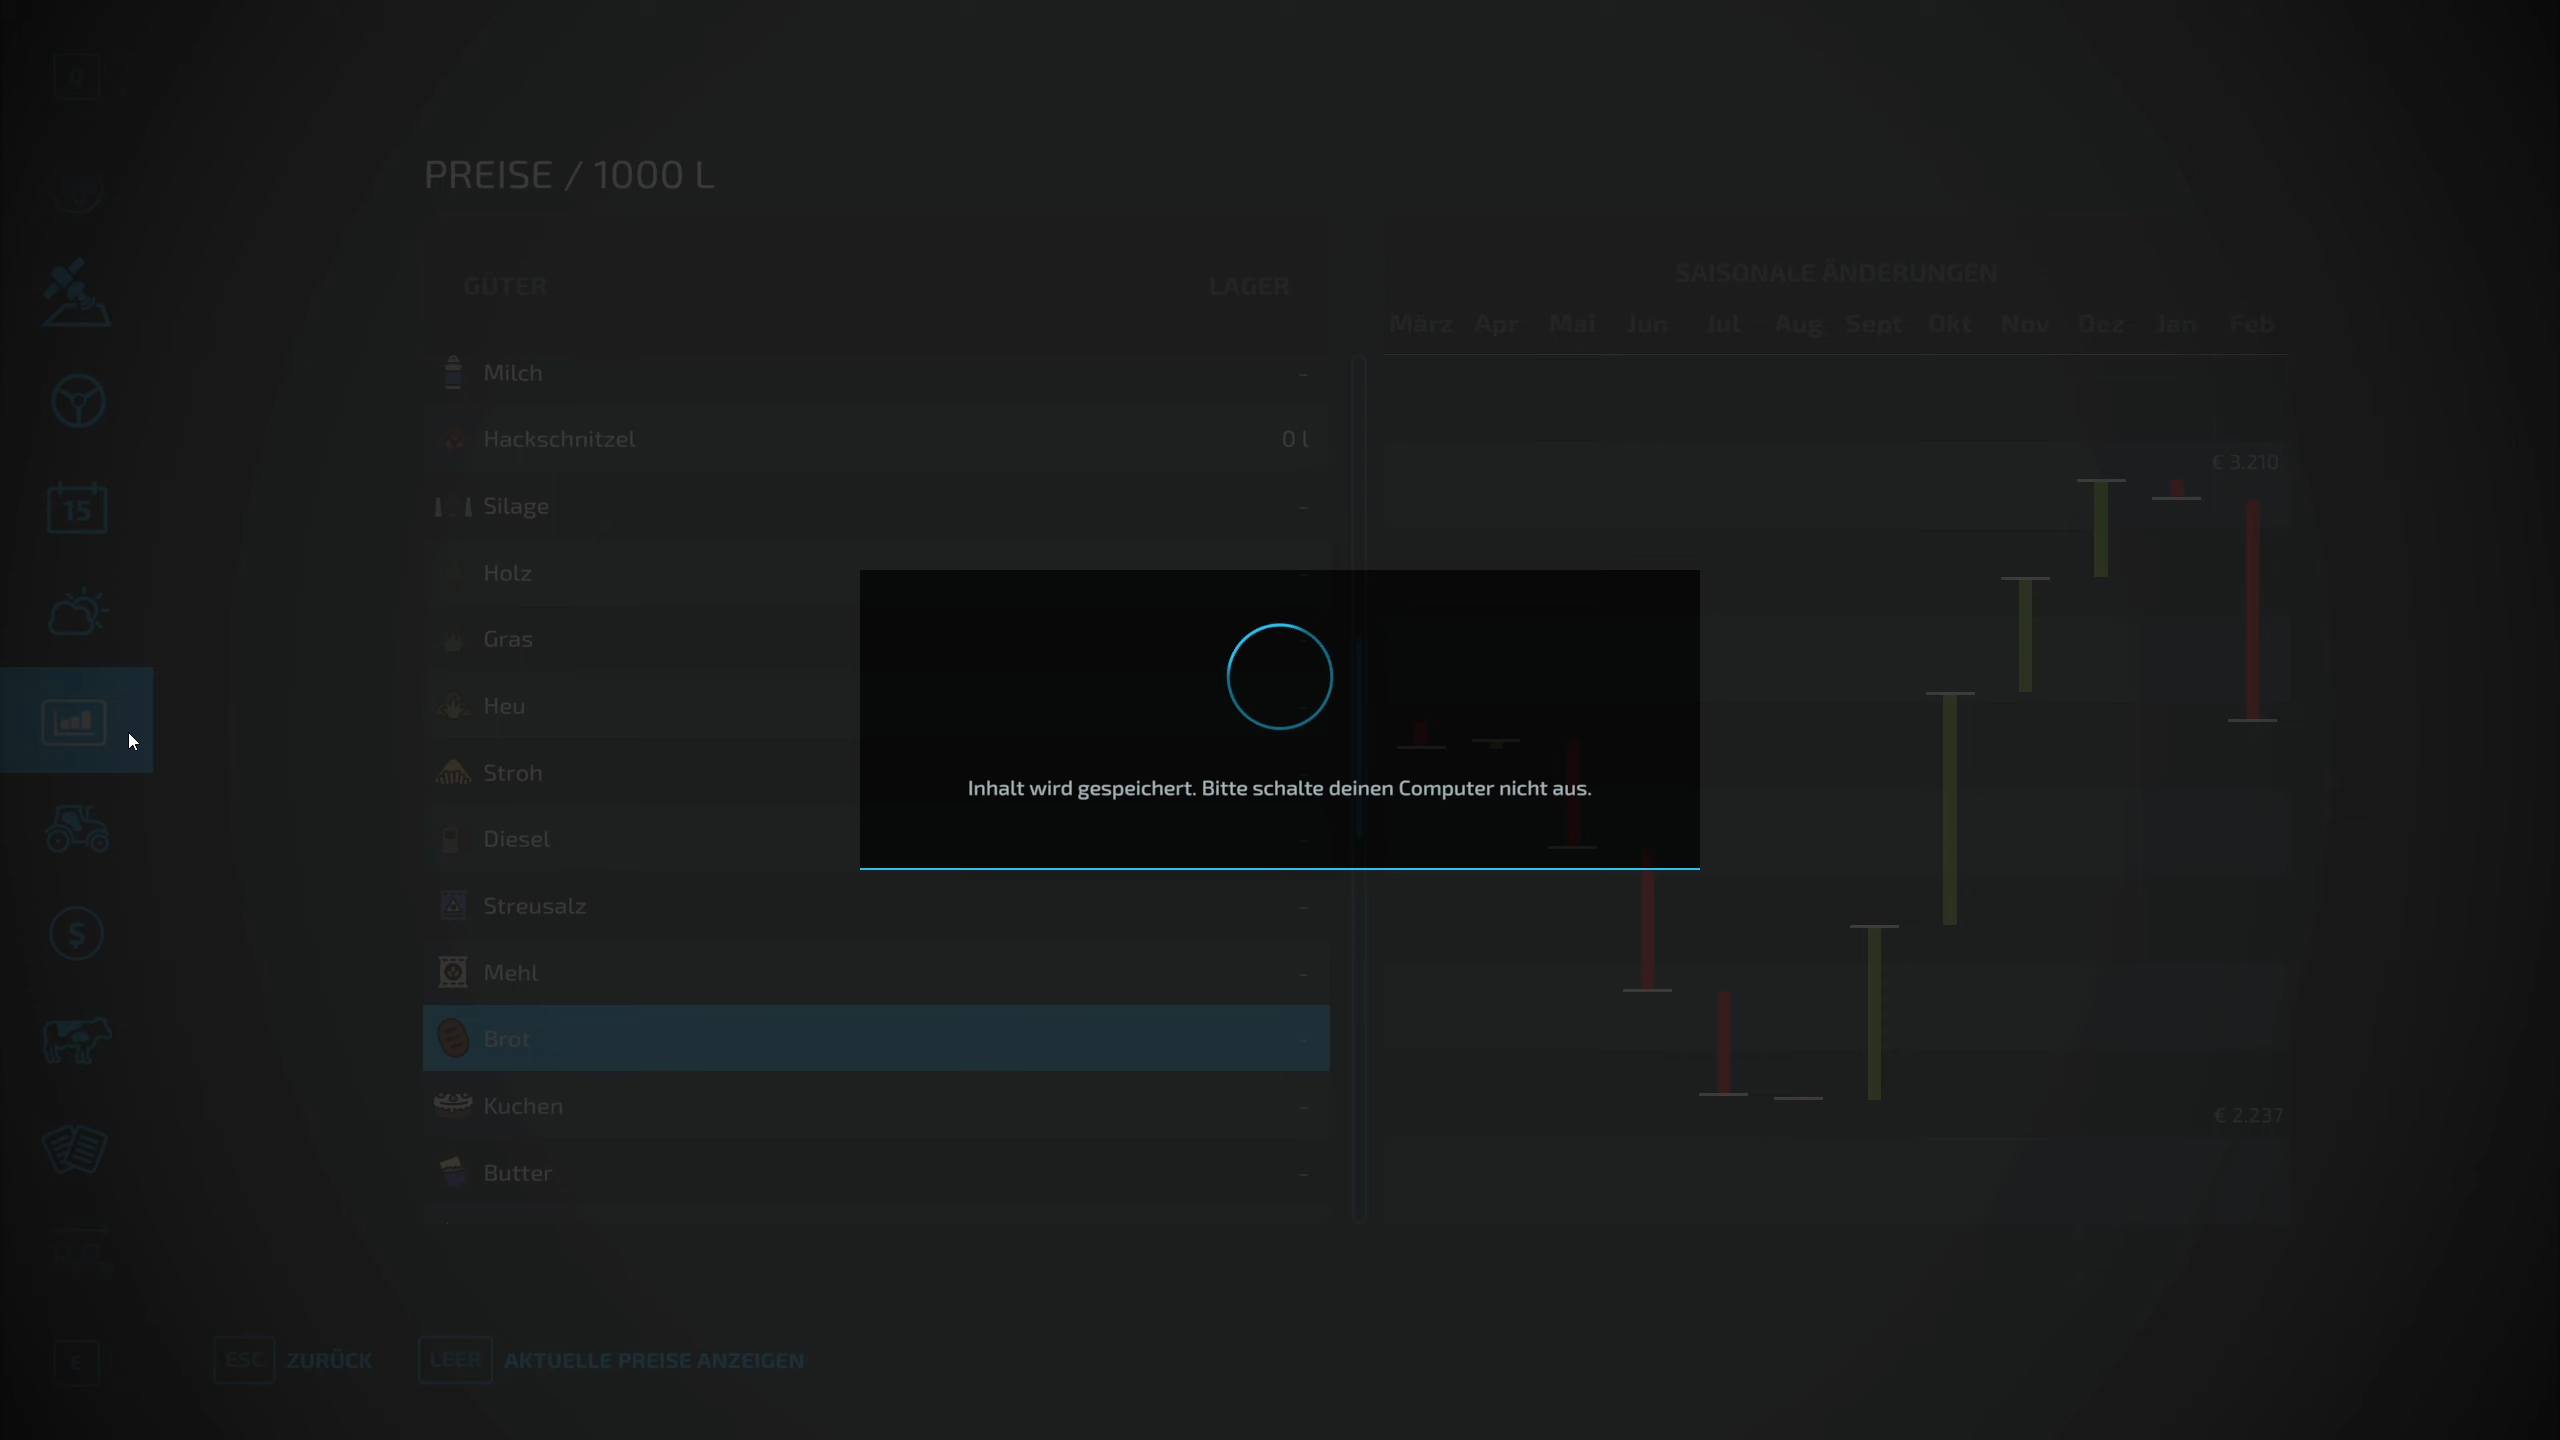 Q
PREISE / 1000 L
GÜTER LAGER
SAISONALE ÄNDERUNGEN
März Apr Mai Jun Jul Aug Sept Okt Nov Dez Jan Feb
Milch -
Hackschnitzel 0 l
€ 3.210
15
Silage -
Holz -
Gras
Heu -
Inhalt wird gespeichert. Bitte schalte deinen Computer nicht aus.
Stroh
Diesel -
Streusalz -
$
Mehl -
Brot -
Kuchen -
€ 2.237
Butter -
E
ESC ZURÜCK LEER AKTUELLE PREISE ANZEIGEN